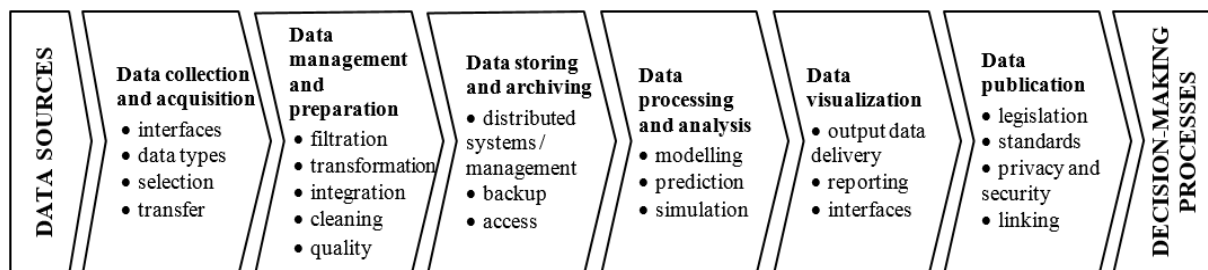 DATA SOURCES
Data collection
and acquisition
• interfaces
• data types
• selection
• transfer
Data
management
and
preparation
• filtration
• transformation
• integration
• cleaning
• quality
Data storing
and archiving
• distributed
systems /
management
• backup
• access
Data
processing
and analysis
• modelling
• prediction
• simulation
Data
visualization
• output data
delivery
• reporting
• interfaces
Data
publication
• legislation
• standards
• privacy and
security
• linking
DECISION-MAKING
PROCESSES